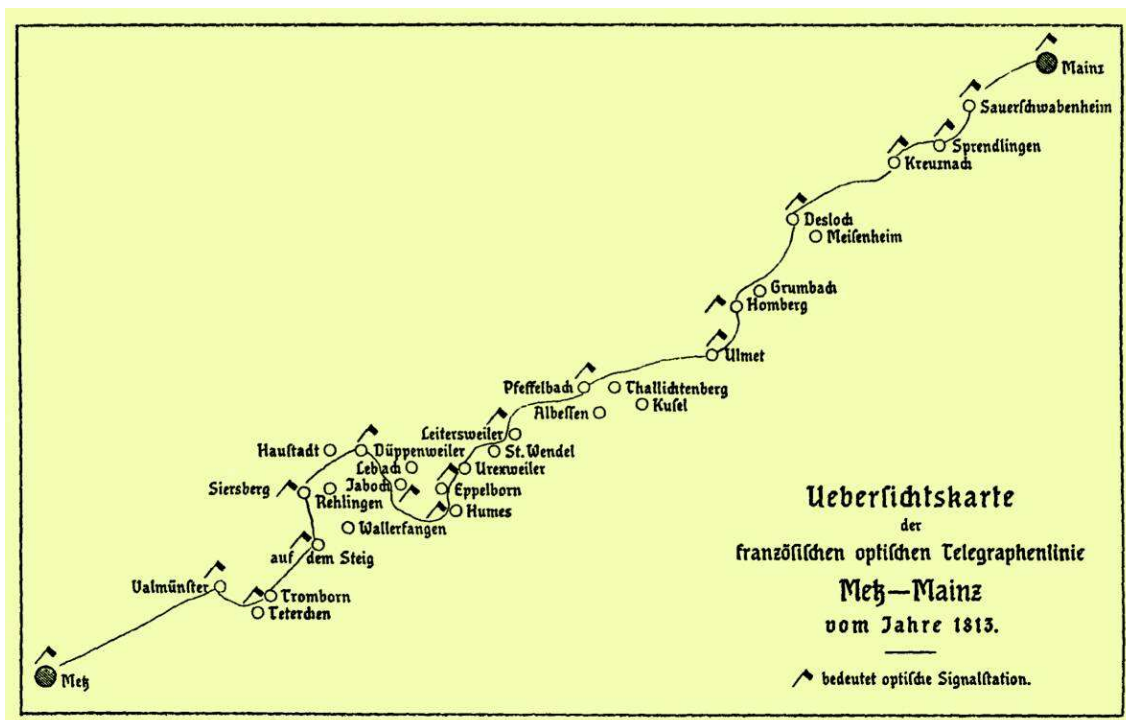 Mainz
Sauerſchwabenheim
Sprendlingen
Kreuznach
Desloch
Meiſenheim
Grumbach
Homberg
Ulmet
Pfeffelbach
Thallichtenberg
Kuſel
Albeſſen
Leitersweiler
St. Wendel
Hauſtadt
Düppenweiler
Lebach
Urexweiler
Jaboch
Eppelborn
Siersberg
Rehlingen
Humes
Wallerfangen
auf dem Steig
Valmünſter
Tromborn
Teterchen
Metz
Ueberſichtskarte
der
franzöſiſchen optiſchen Telegraphenlinie
Metz—Mainz
vom Jahre 1813.
bedeutet optiſche Signalſtation.